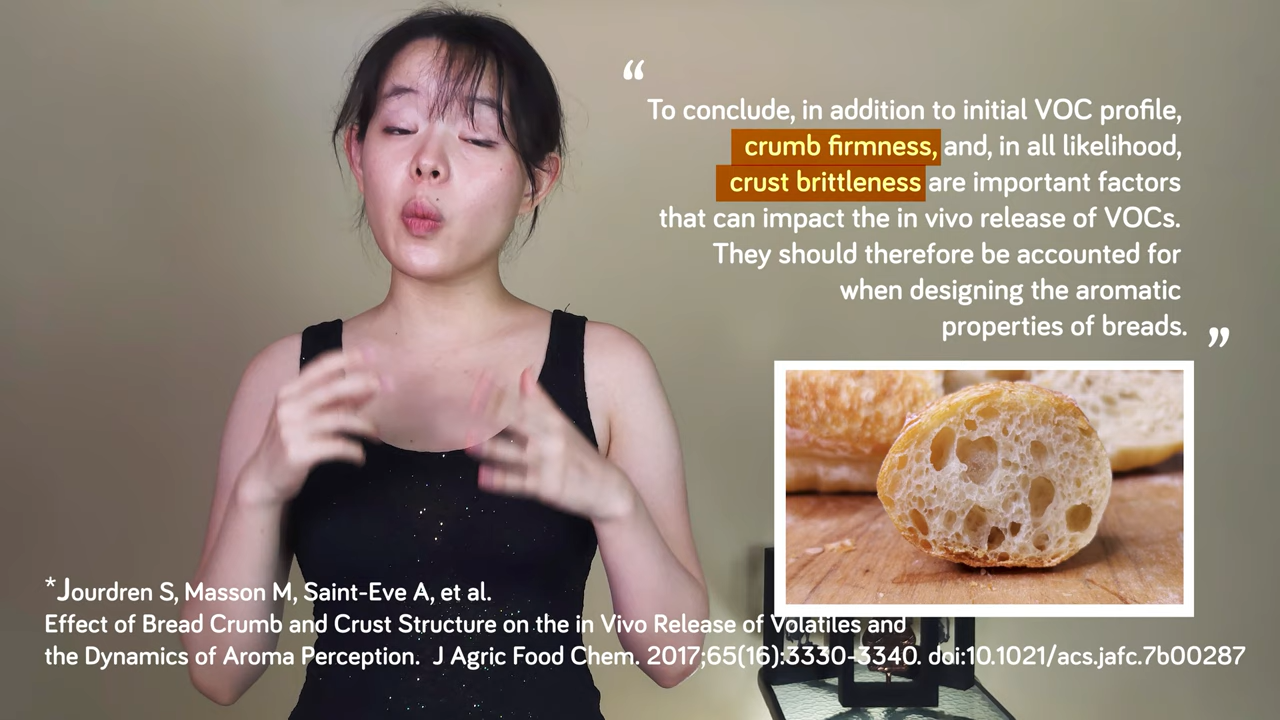 “
To conclude, in addition to initial VOC profile,
crumb firmness, and, in all likelihood,
crust brittleness are important factors
that can impact the in vivo release of VOCs.
They should therefore be accounted for
when designing the aromatic
properties of breads. ”
*Jourdren S, Masson M, Saint-Eve A, et al.
Effect of Bread Crumb and Crust Structure on the in Vivo Release of Volatiles and
the Dynamics of Aroma Perception. J Agric Food Chem. 2017;65(16):3330-3340. doi:10.1021/acs.jafc.7b00287